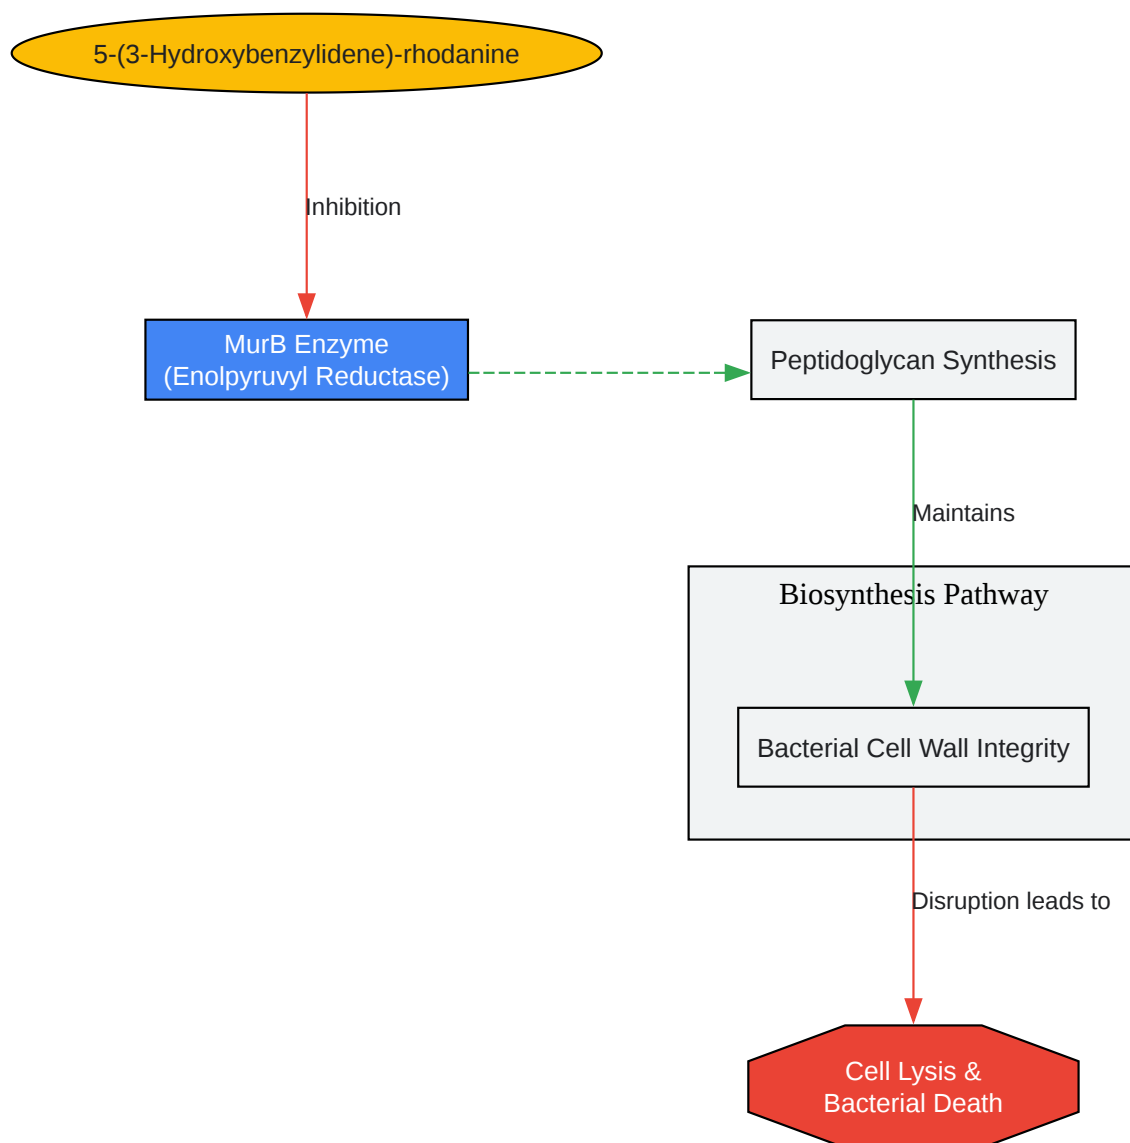 5-(3-Hydroxybenzylidene)-rhodanine
Inhibition
MurB Enzyme
(Enolpyruvyl Reductase)
Peptidoglycan Synthesis
Maintains
Biosynthesis Pathway
Bacterial Cell Wall Integrity
Disruption leads to
Cell Lysis &
Bacterial Death